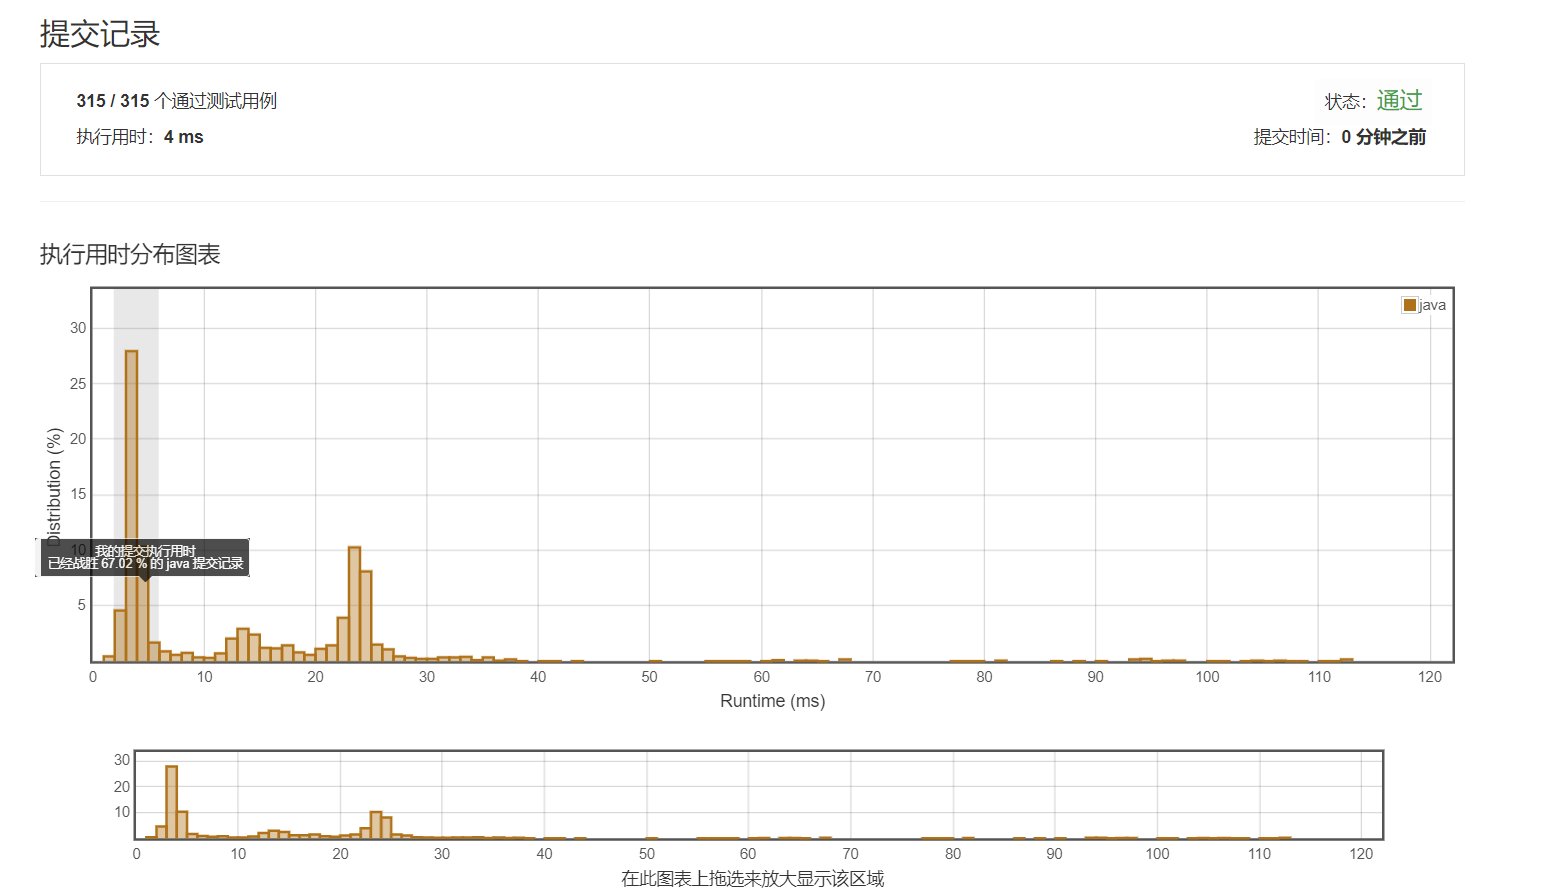 提交记录
315 / 315 个通过测试用例
状态：通过
执行用时：4 ms
提交时间：0 分钟之前
执行用时分布图表
java
30
25
20
15
10
5
Distribution (%)
我的提交执行用时
已经战胜 67.02 % 的 java 提交记录
0 10 20 30 40 50 60 70 80 90 100 110 120
Runtime (ms)
30
20
10
0 10 20 30 40 50 60 70 80 90 100 110 120
在此图表上拖选来放大显示该区域